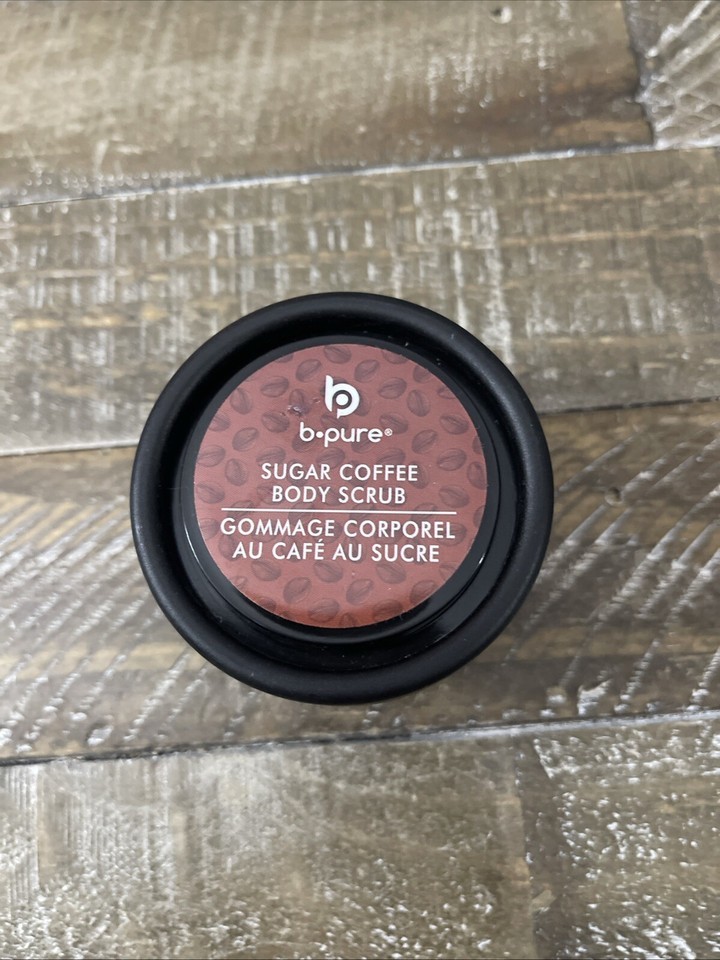 b•pure®
SUGAR COFFEE
BODY SCRUB
GOMMAGE CORPOREL
AU CAFÉ AU SUCRE